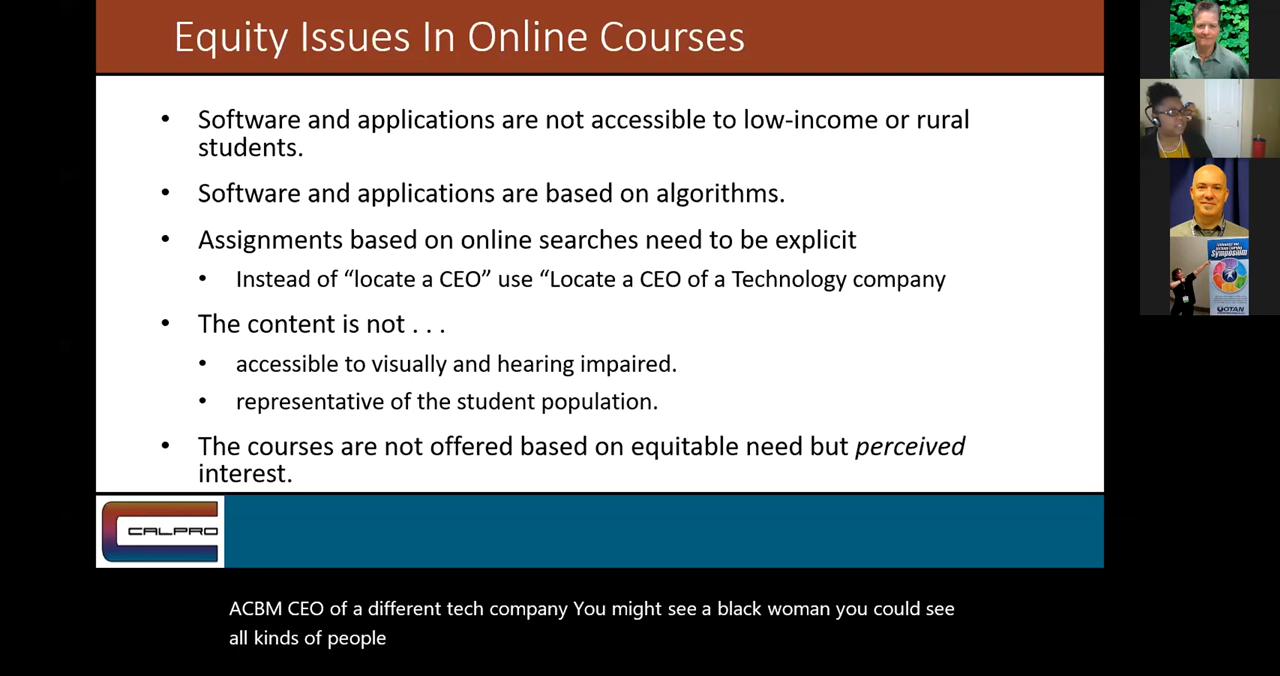 Equity Issues In Online Courses
• Software and applications are not accessible to low-income or rural
students.
• Software and applications are based on algorithms.
• Assignments based on online searches need to be explicit
• Instead of “locate a CEO” use “Locate a CEO of a Technology company
• The content is not . . .
• accessible to visually and hearing impaired.
• representative of the student population.
• The courses are not offered based on equitable need but perceived
interest.
CALPRO
ACBM CEO of a different tech company You might see a black woman you could see
all kinds of people
Symposium
OTAN